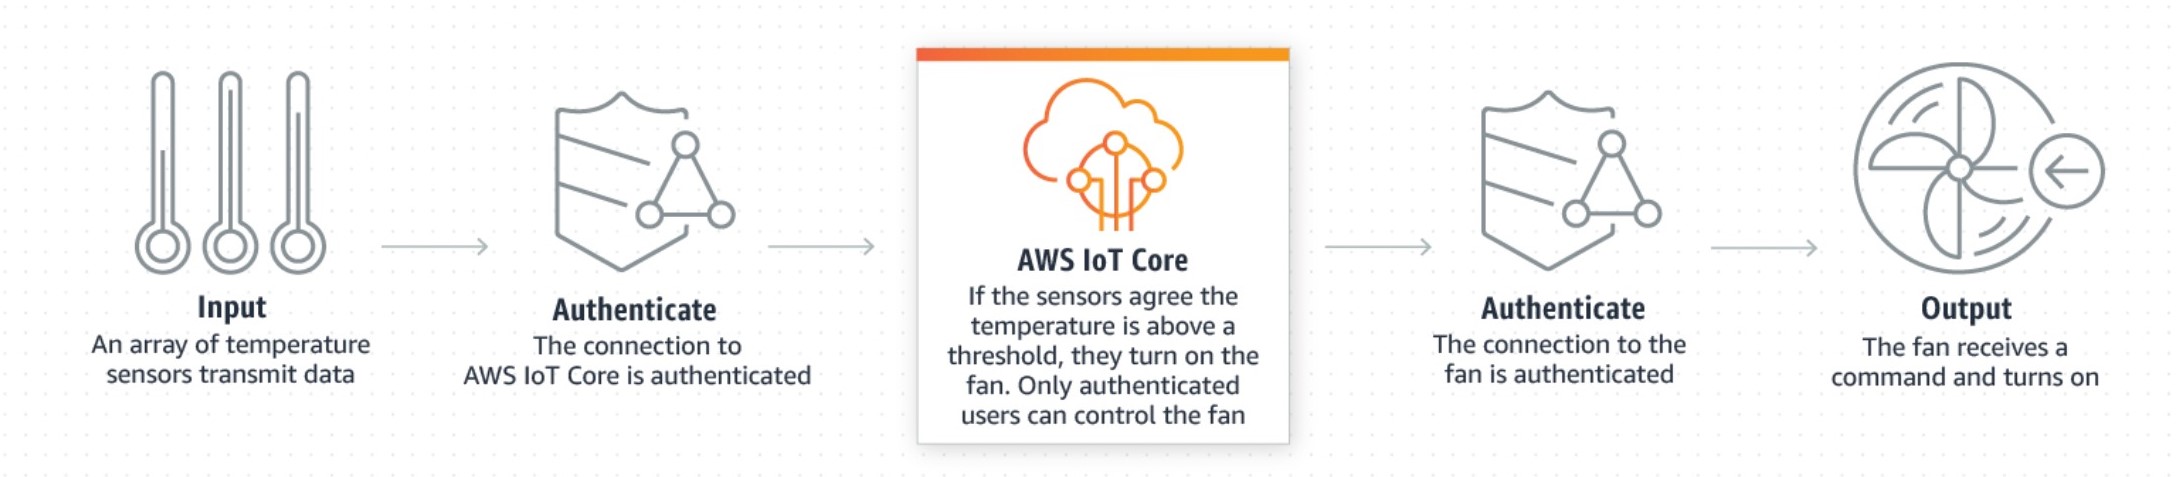 Input
An array of temperature
sensors transmit data
Authenticate
The connection to
AWS IoT Core is authenticated
AWS IoT Core
If the sensors agree the
temperature is above a
threshold, they turn on the
fan. Only authenticated
users can control the fan
Authenticate
The connection to the
fan is authenticated
Output
The fan receives a
command and turns on